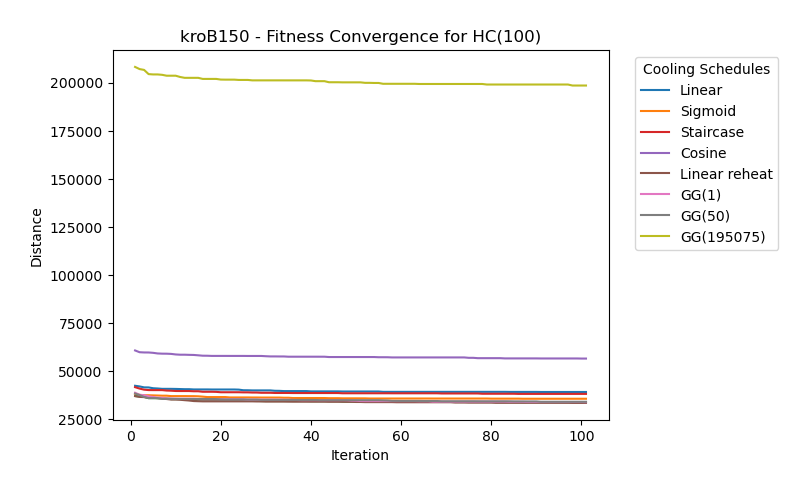 kroB150 - Fitness Convergence for HC(100)
200000
175000
150000
125000
100000
75000
50000
25000
Distance
0
20
40
60
80
100
Iteration
Cooling Schedules
Linear
Sigmoid
Staircase
Cosine
Linear reheat
GG(1)
GG(50)
GG(195075)